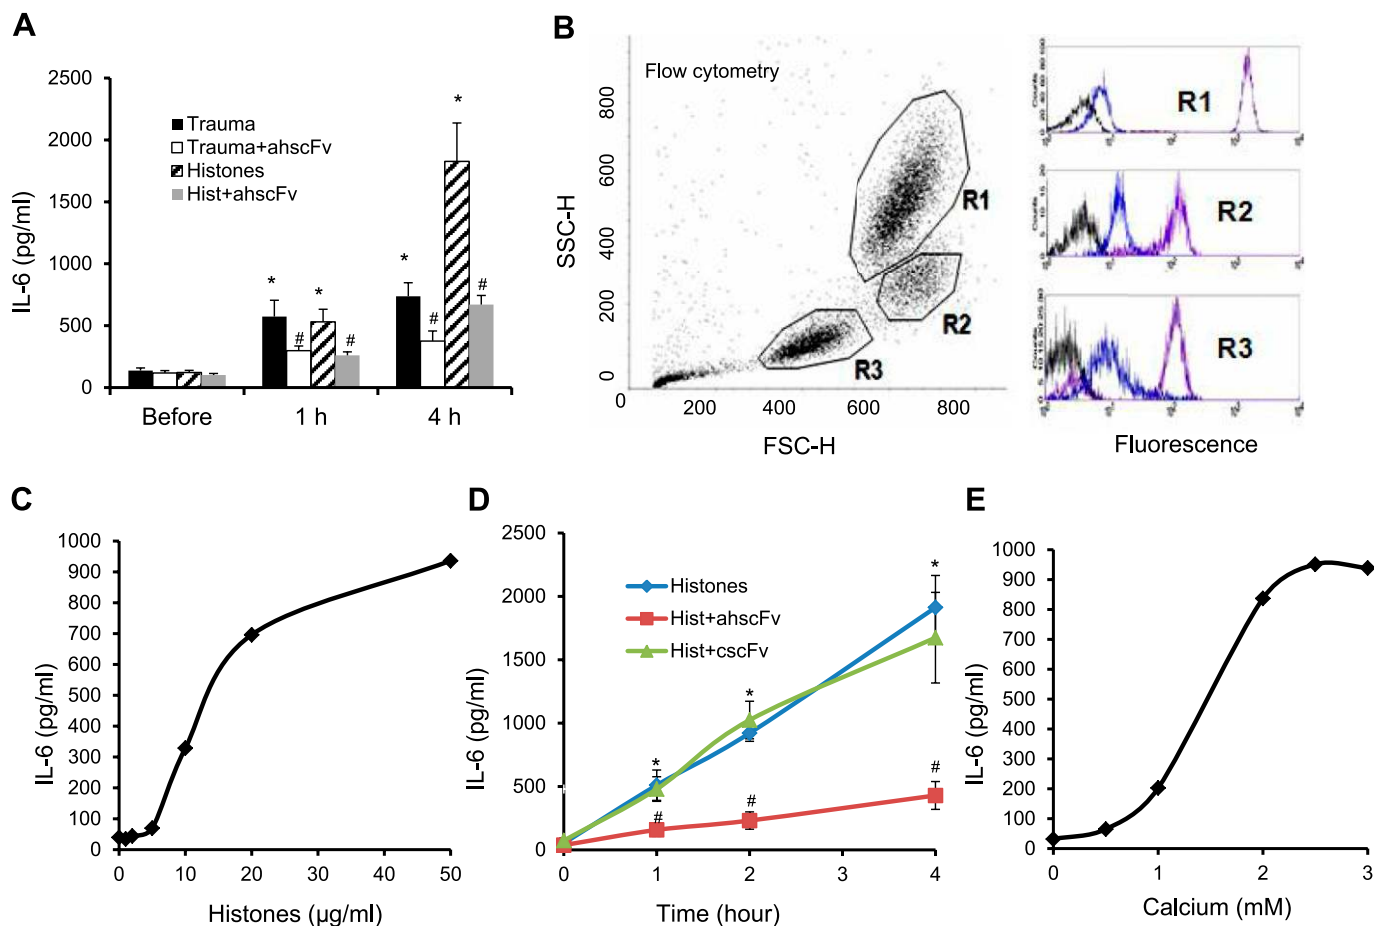 A
IL-6 (pg/ml)
2500
2000
1500
1000
500
0
Trauma
Trauma+ahscFv
Histones
Hist+ahscFv
* # * #
* # * #
Before 1 h 4 h
B
Flow cytometry
SSC-H
800
600
400
200
0
R1
R2
R3
0 200 400 600 800
FSC-H
Counts
R1
Counts
R2
Counts
R3
Fluorescence
C
IL-6 (pg/ml)
1000
900
800
700
600
500
400
300
200
100
0
0 10 20 30 40 50
Histones (µg/ml)
D
IL-6 (pg/ml)
2500
2000
1500
1000
500
0
Histones
Hist+ahscFv
Hist+cscFv
* * *
# # #
0 1 2 3 4
Time (hour)
E
IL-6 (pg/ml)
1000
900
800
700
600
500
400
300
200
100
0
0 1 2 3
Calcium (mM)